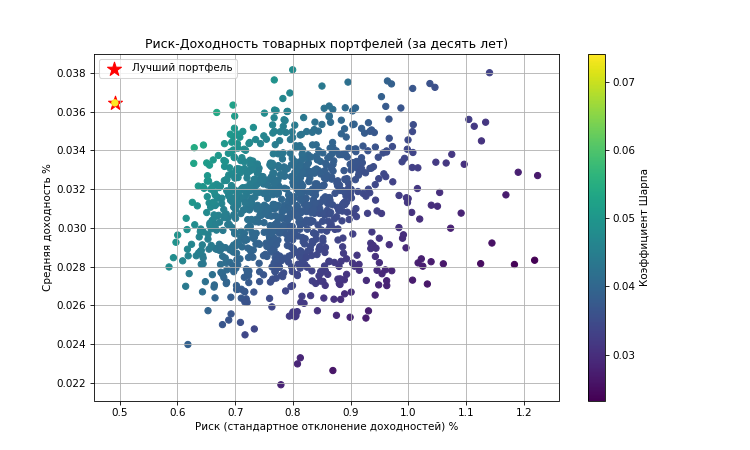 Риск-Доходность товарных портфелей (за десять лет)
Лучший портфель
0.038
0.036
0.034
0.032
0.030
0.028
0.026
0.024
0.022
Средняя доходность %
0.5 0.6 0.7 0.8 0.9 1.0 1.1 1.2
Риск (стандартное отклонение доходностей) %
0.07
0.06
0.05
0.04
0.03
Коэффициент Шарпа